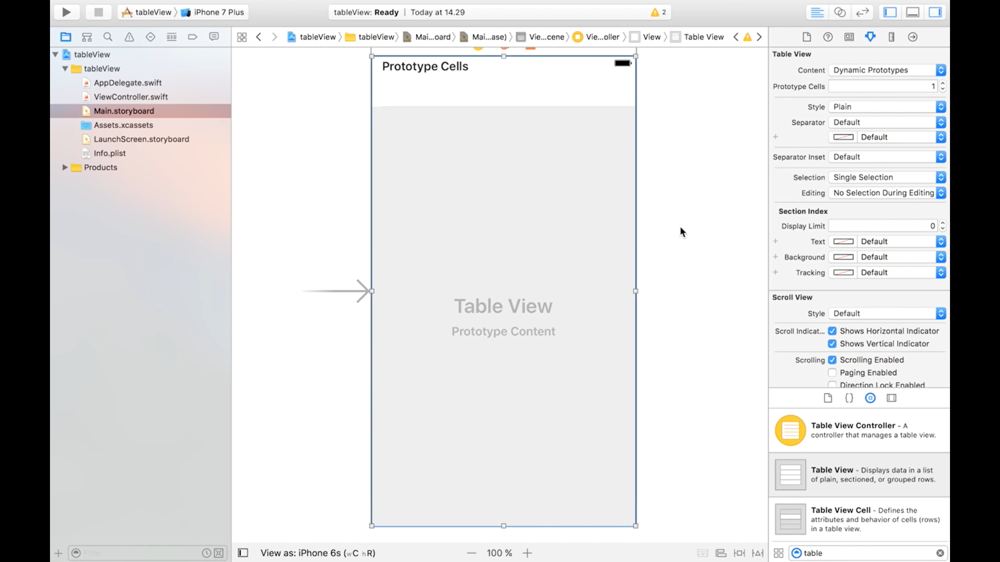 tableView iPhone 7 Plus
tableView: Ready | Today at 14.29
2
tableView tableView Mai...oard Mai...ase) Vie...cene Vie...oller View Table View
tableView
tableView
AppDelegate.swift
ViewController.swift
Main.storyboard
Assets.xcassets
LaunchScreen.storyboard
Info.plist
Products
Filter
Prototype Cells
Table View
Prototype Content
View as: iPhone 6s (wC hR)
100 %
Table View
Content Dynamic Prototypes
Prototype Cells 1
Style Plain
Separator Default
Default
Separator Inset Default
Selection Single Selection
Editing No Selection During Editing
Section Index
Display Limit 0
Text Default
Background Default
Tracking Default
Scroll View
Style Default
Scroll Indicat... Shows Horizontal Indicator
Shows Vertical Indicator
Scrolling Scrolling Enabled
Paging Enabled
Direction Lock Enabled
Table View Controller - A
controller that manages a table view.
Table View - Displays data in a list
of plain, sectioned, or grouped rows.
Table View Cell - Defines the
attributes and behavior of cells (rows)
in a table view.
table